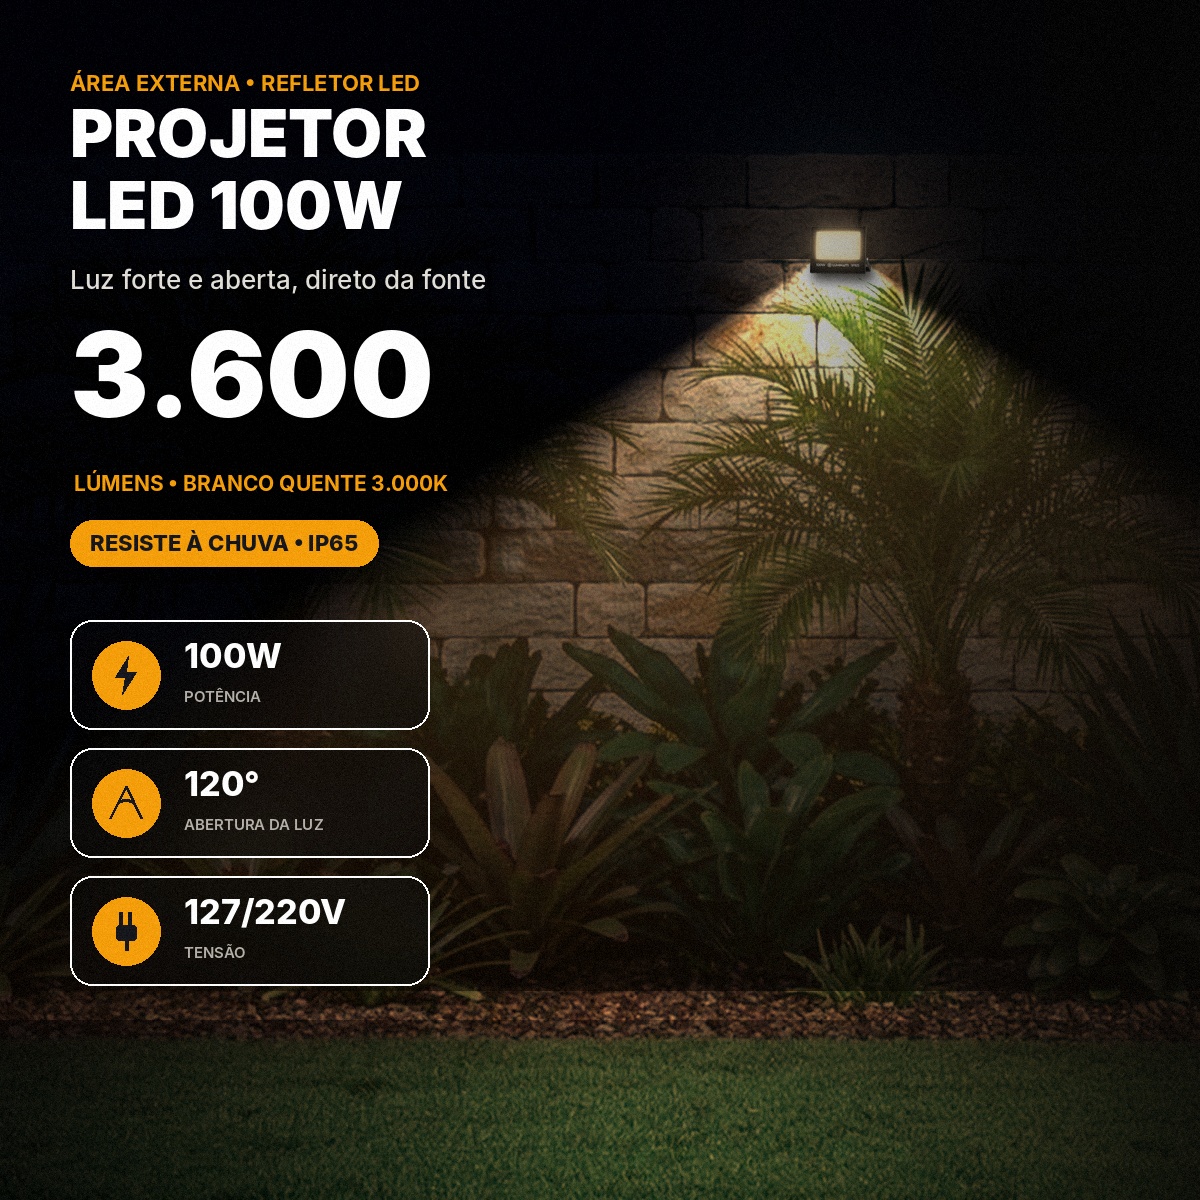 ÁREA EXTERNA • REFLETOR LED
PROJETOR
LED 100W
Luz forte e aberta, direto da fonte
3.600
LÚMENS • BRANCO QUENTE 3.000K
RESISTE À CHUVA • IP65
100W
POTÊNCIA
120°
ABERTURA DA LUZ
127/220V
TENSÃO